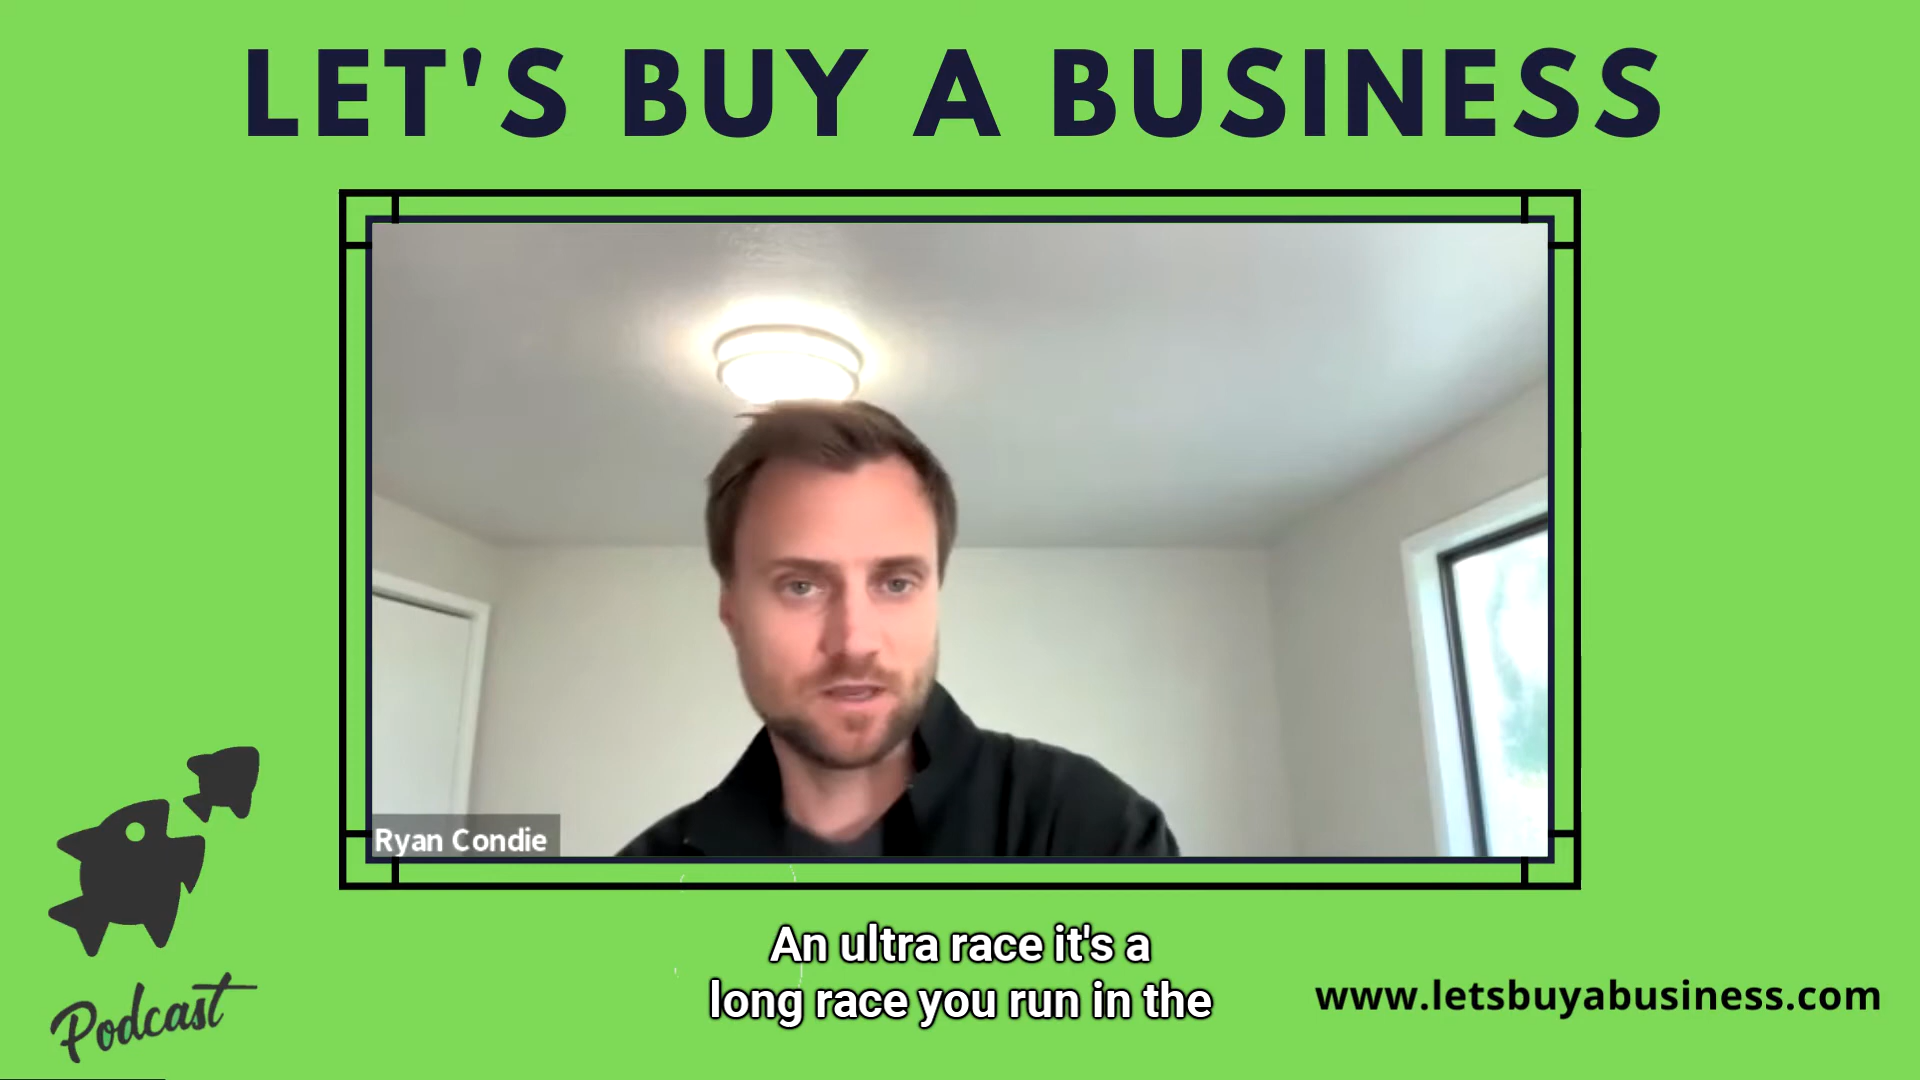 LET'S BUY A BUSINESS
Ryan Condie
An ultra race it's a
long race you run in the
www.letsbuyabusiness.com
Podcast